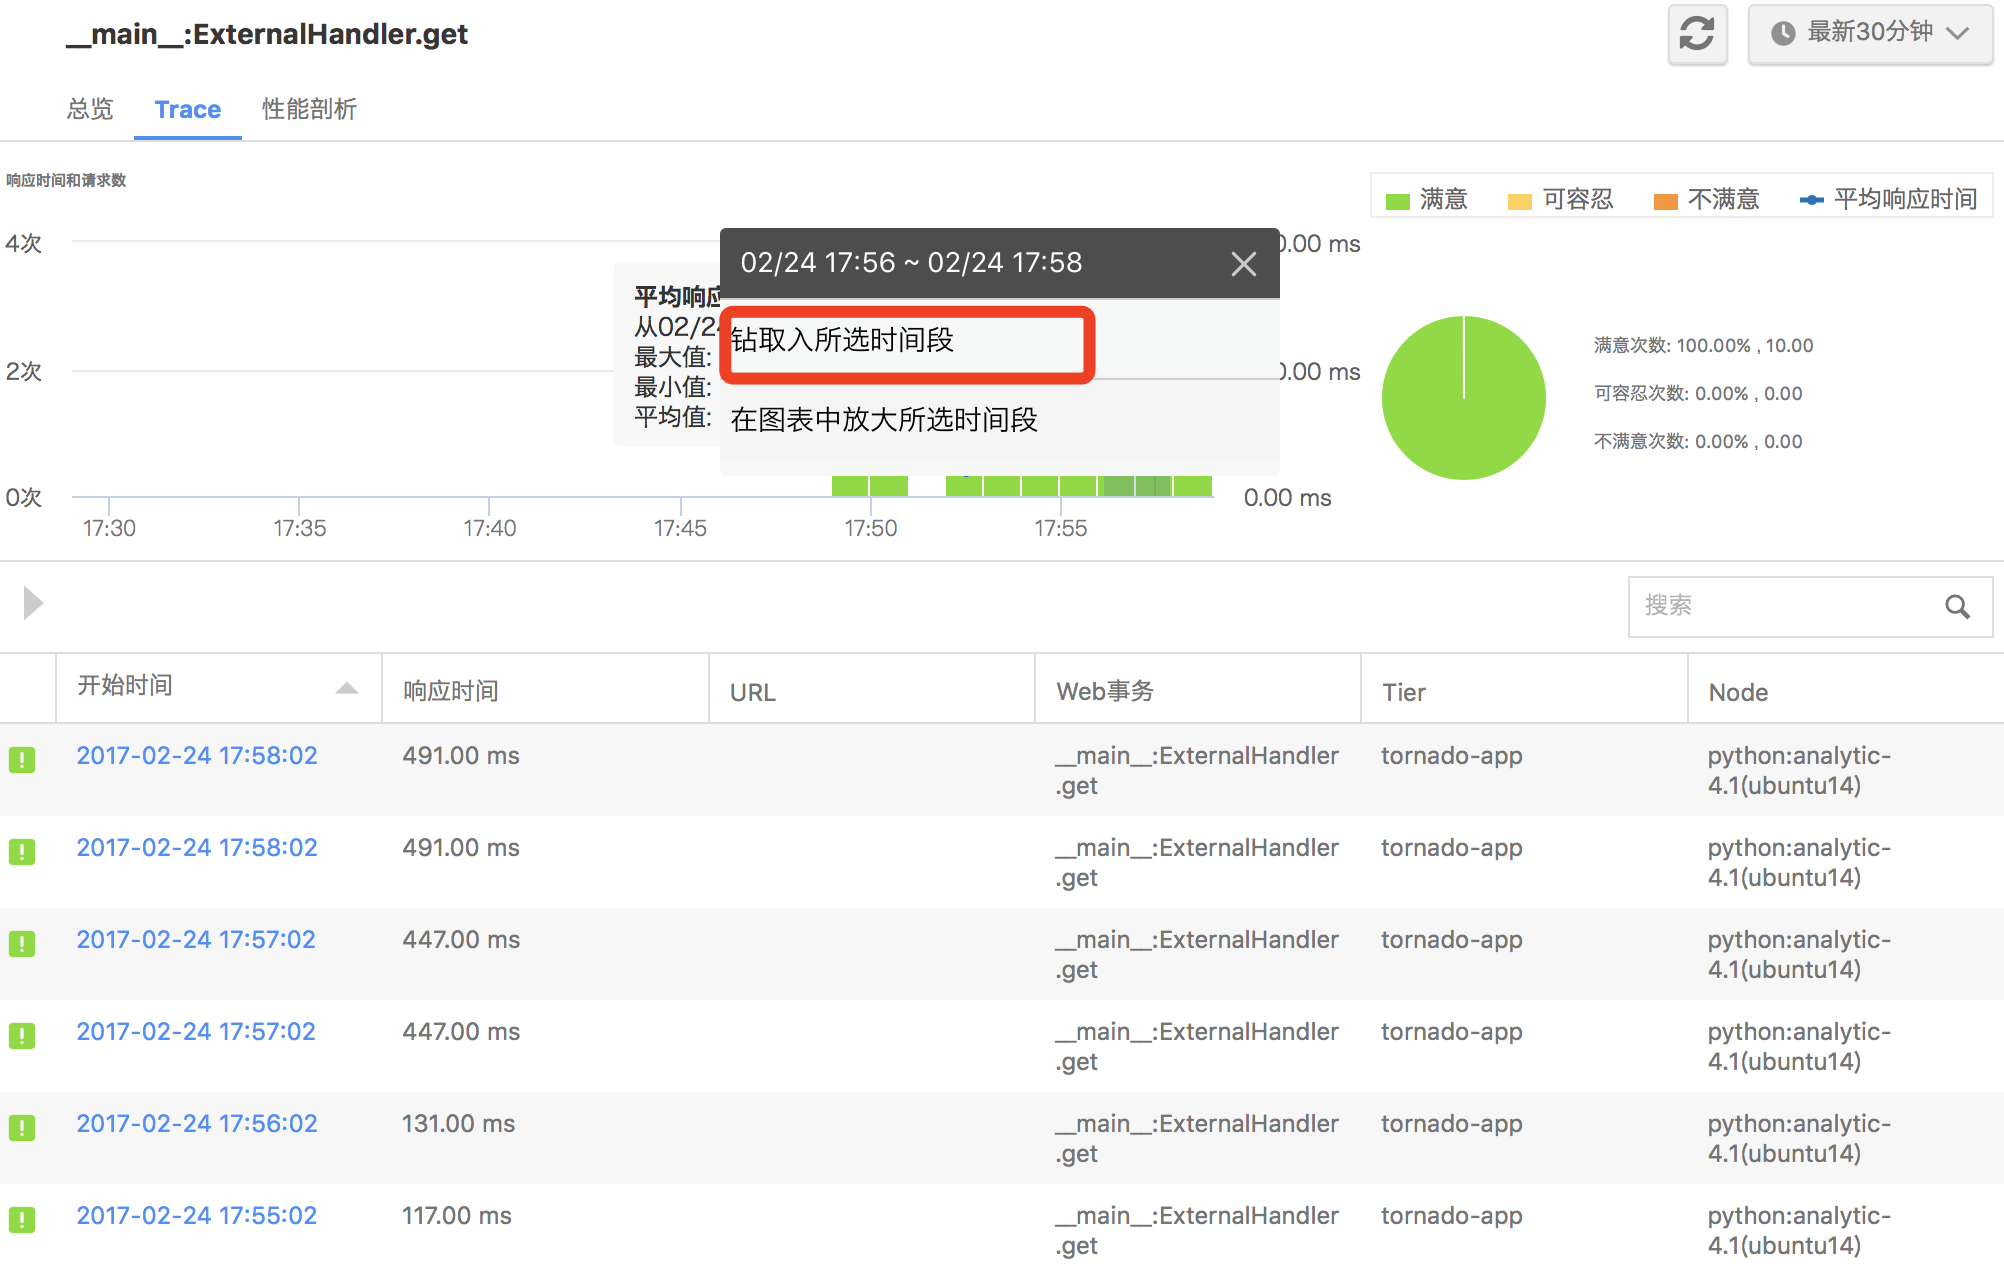 __main__:ExternalHandler.get
最新30分钟
总览
Trace
性能剖析
响应时间和请求数
满意
可容忍
不满意
平均响应时间
4次
2次
0次
02/24 17:56 ~ 02/24 17:58
钻取入所选时间段
在图表中放大所选时间段
平均响应
从02/24
最大值:
最小值:
平均值:
0.00 ms
0.00 ms
0.00 ms
17:30
17:35
17:40
17:45
17:50
17:55
满意次数: 100.00% , 10.00
可容忍次数: 0.00% , 0.00
不满意次数: 0.00% , 0.00
搜索
开始时间
响应时间
URL
Web事务
Tier
Node
2017-02-24 17:58:02
491.00 ms
__main__:ExternalHandler
.get
tornado-app
python:analytic-
4.1(ubuntu14)
2017-02-24 17:58:02
491.00 ms
__main__:ExternalHandler
.get
tornado-app
python:analytic-
4.1(ubuntu14)
2017-02-24 17:57:02
447.00 ms
__main__:ExternalHandler
.get
tornado-app
python:analytic-
4.1(ubuntu14)
2017-02-24 17:57:02
447.00 ms
__main__:ExternalHandler
.get
tornado-app
python:analytic-
4.1(ubuntu14)
2017-02-24 17:56:02
131.00 ms
__main__:ExternalHandler
.get
tornado-app
python:analytic-
4.1(ubuntu14)
2017-02-24 17:55:02
117.00 ms
__main__:ExternalHandler
.get
tornado-app
python:analytic-
4.1(ubuntu14)